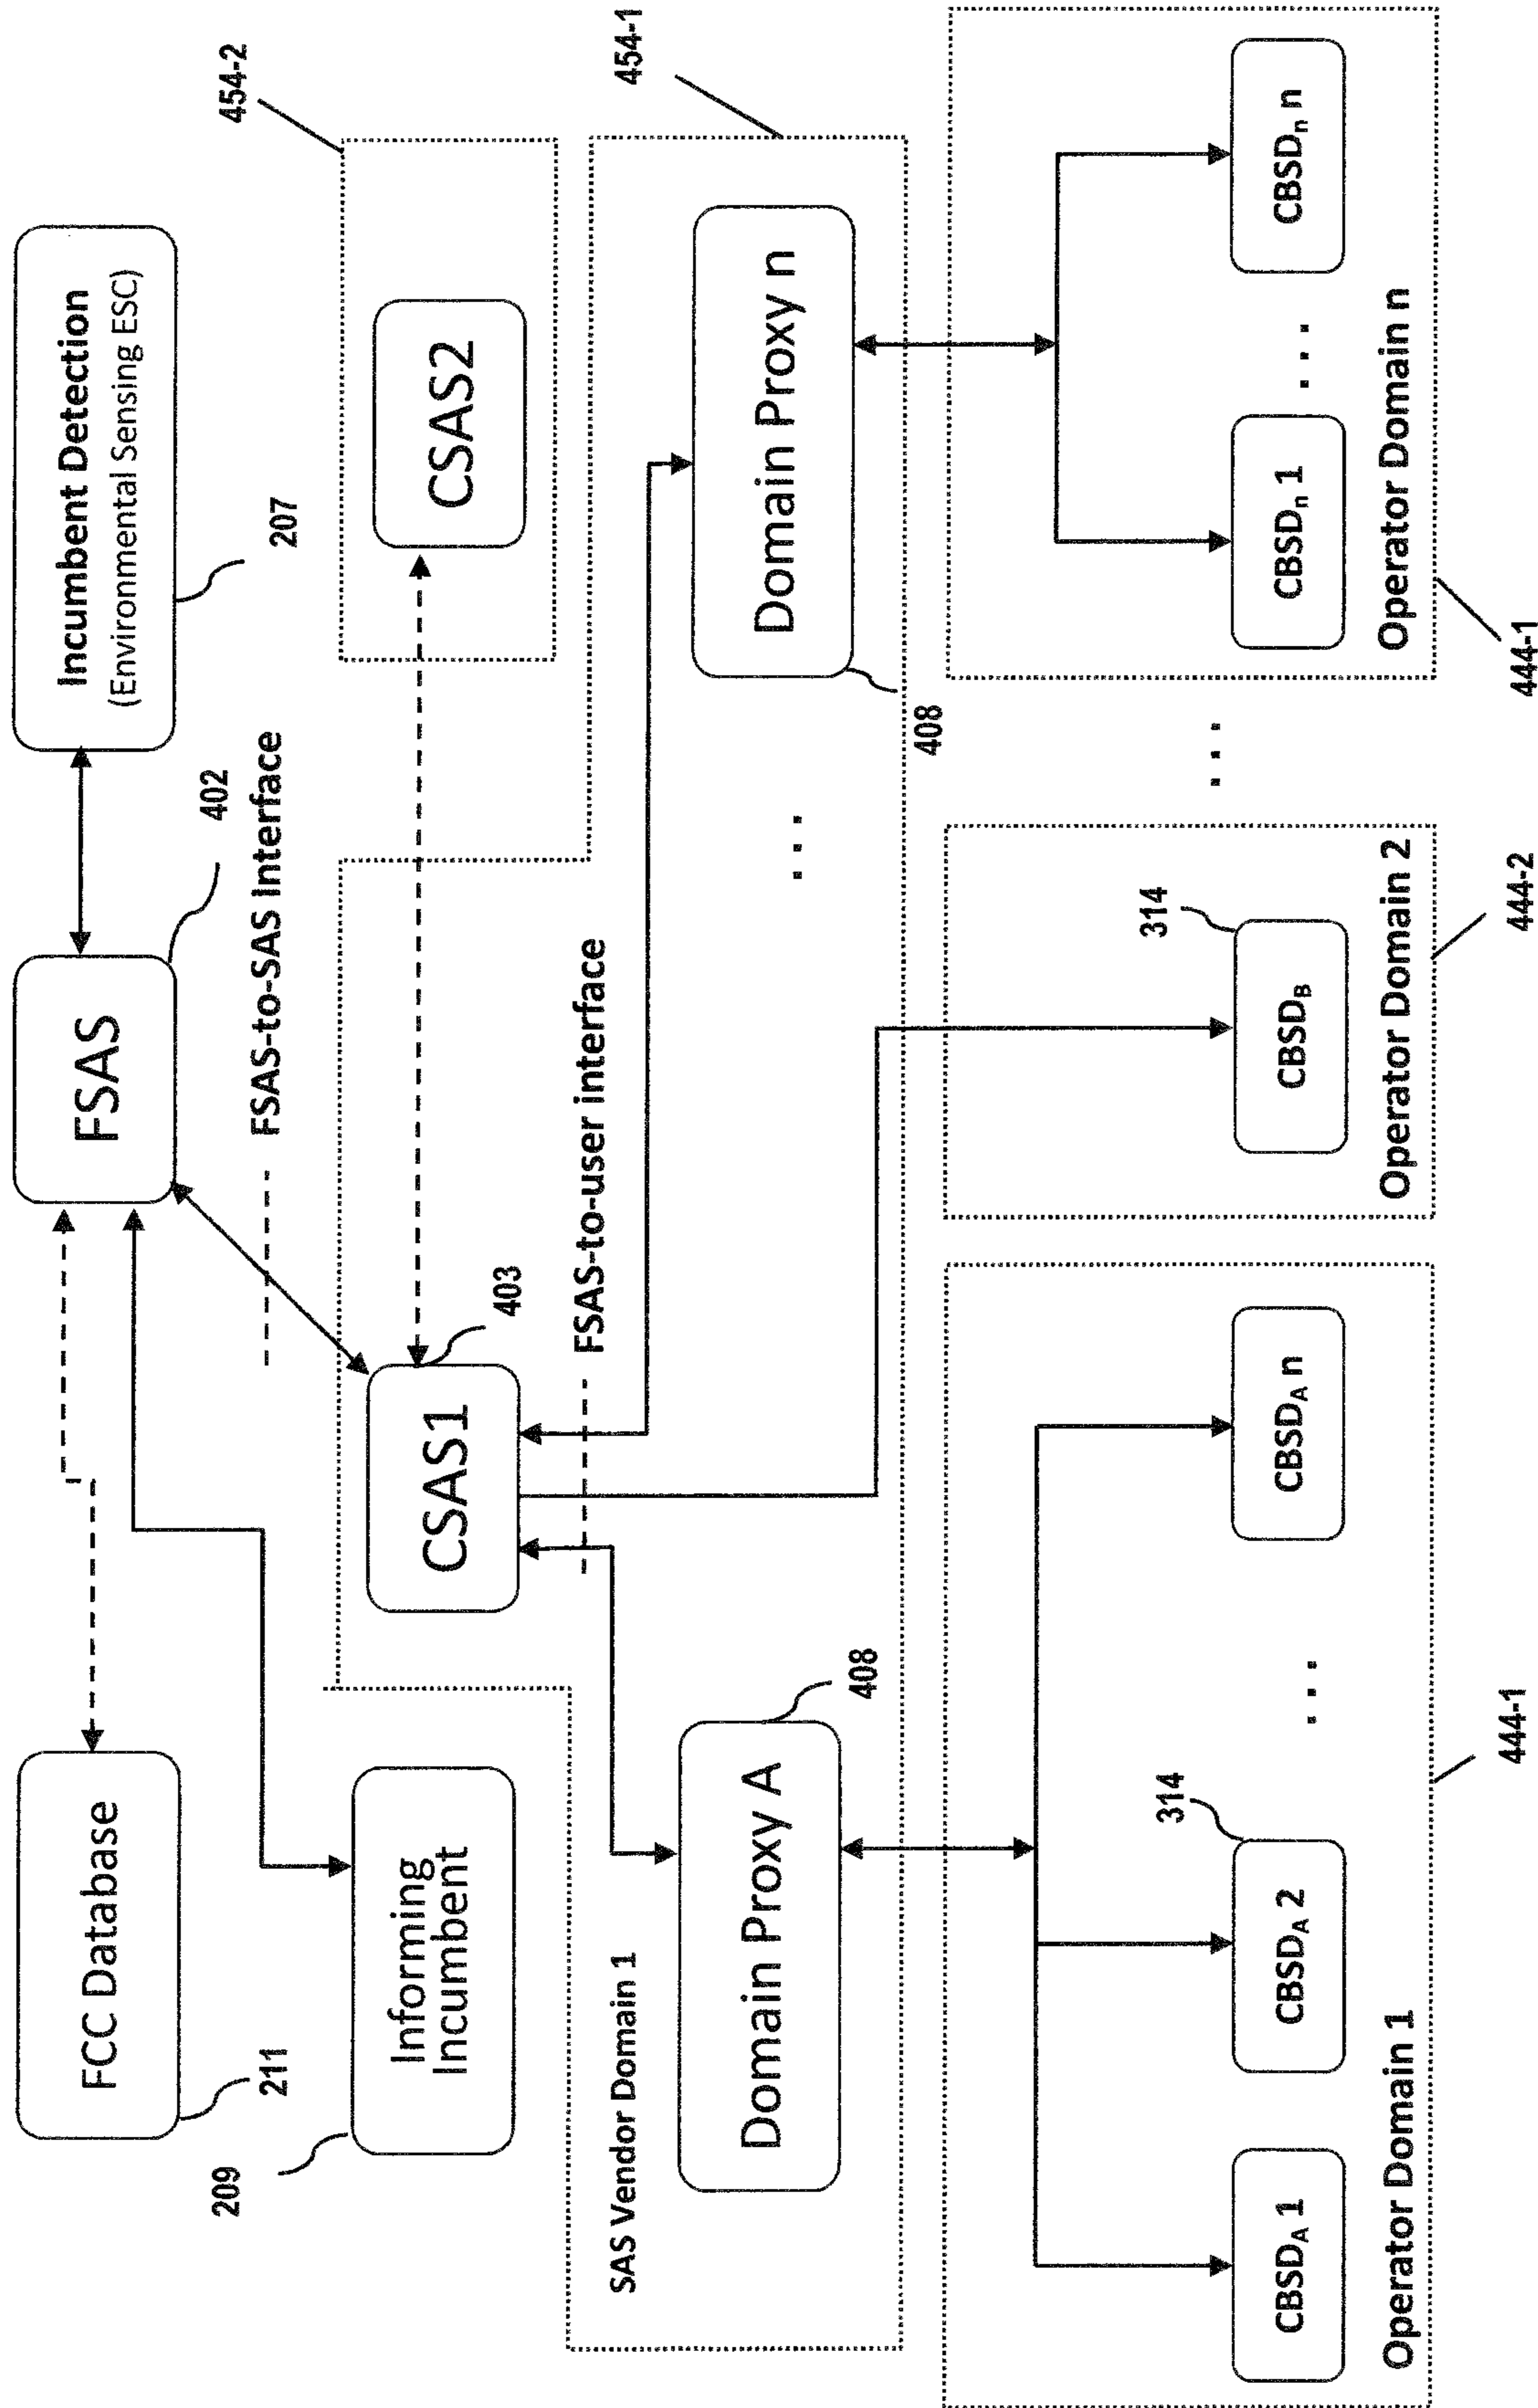 FCC Database
211
FSAS
402
Incumbent Detection
(Environmental Sensing ESC)
207
FSAS-to-SAS Interface
454-2
Informing
Incumbent
209
CSAS1
403
CSAS2
FSAS-to-user interface
454-1
SAS Vendor Domain 1
Domain Proxy A
408
...
Domain Proxy n
408
CBSDA 1
CBSDA 2
314
...
CBSDA n
Operator Domain 1
444-1
CBSDB
314
Operator Domain 2
444-2
...
CBSDn 1
...
CBSDn n
Operator Domain n
444-1